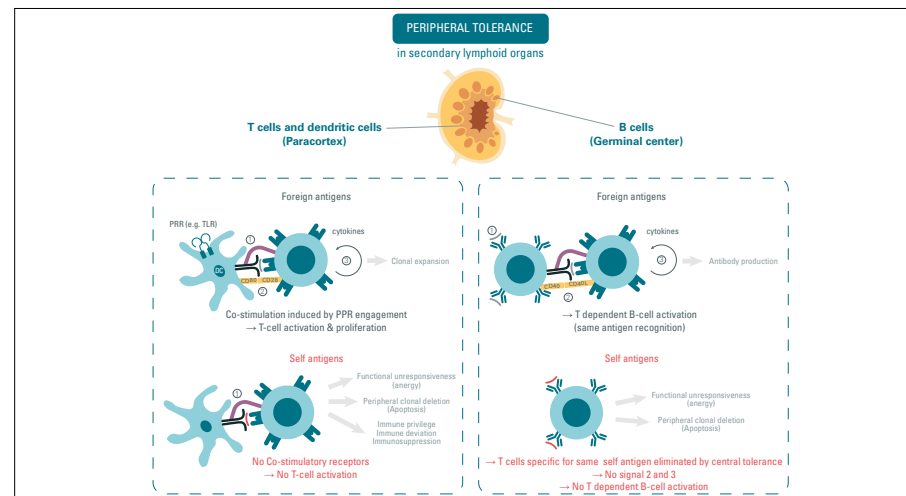 PERIPHERAL TOLERANCE
in secondary lymphoid organs
T cells and dendritic cells
(Paracortex)
B cells
(Germinal center)
Foreign antigens
PRR (e.g. TLR)
1
cytokines
DC
3
Clonal expansion
CD80 CD28
2
Co-stimulation induced by PPR engagement
→ T-cell activation & proliferation
Self antigens
1
Functional unresponsiveness
(anergy)
Peripheral clonal deletion
(Apoptosis)
Immune privilege
Immune deviation
Immunosuppression
No Co-stimulatory receptors
→ No T-cell activation
Foreign antigens
1
cytokines
3
Antibody production
CD40 CD40L
2
→ T dependent B-cell activation
(same antigen recognition)
Self antigens
Functional unresponsiveness
(anergy)
Peripheral clonal deletion
(Apoptosis)
→ T cells specific for same self antigen eliminated by central tolerance
→ No signal 2 and 3
→ No T dependent B-cell activation